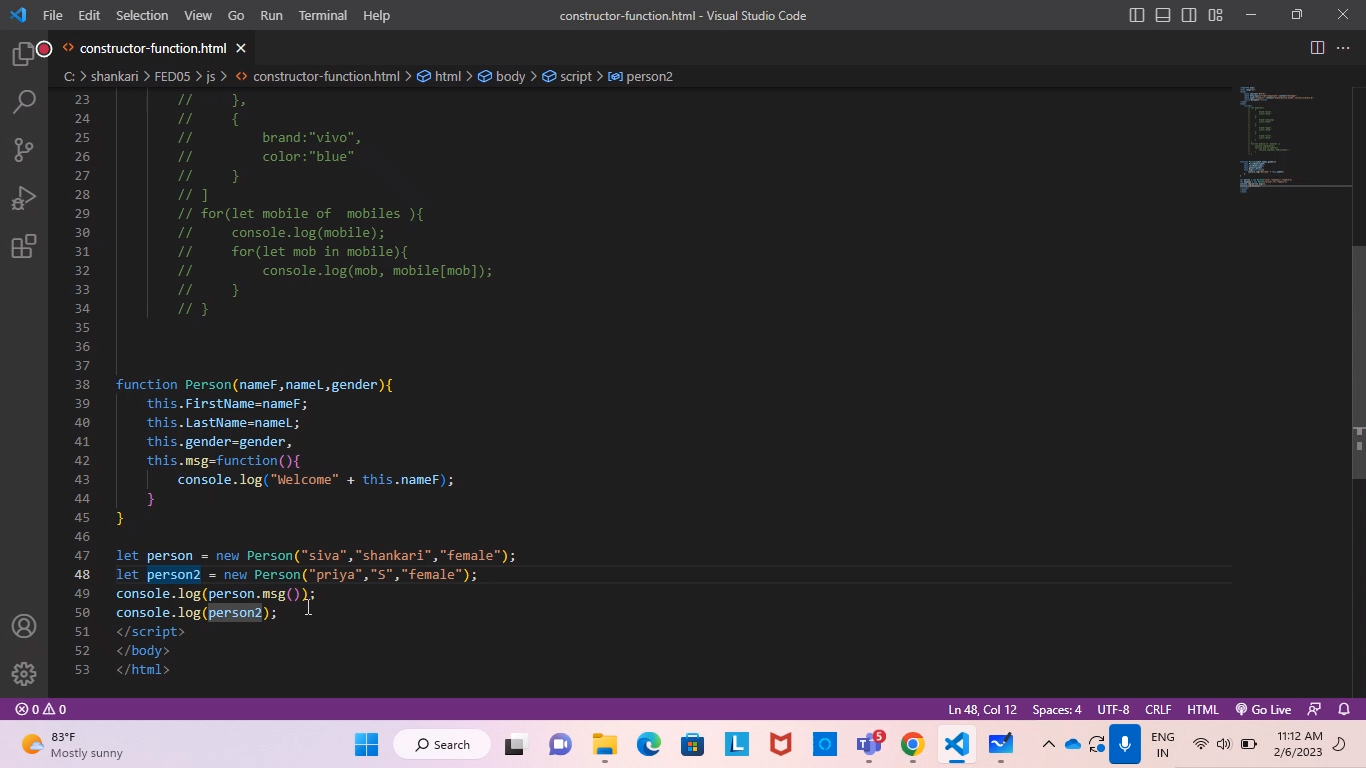 File Edit Selection View Go Run Terminal Help
constructor-function.html - Visual Studio Code
constructor-function.html
C: > shankari > FED05 > js > constructor-function.html > html > body > script > person2
23 // },
24 // {
25 // brand:"vivo",
26 // color:"blue"
27 // }
28 // ]
29 // for(let mobile of mobiles ){
30 // console.log(mobile);
31 // for(let mob in mobile){
32 // console.log(mob, mobile[mob]);
33 // }
34 // }
35
36
37
38 function Person(nameF,nameL,gender){
39 this.FirstName=nameF;
40 this.LastName=nameL;
41 this.gender=gender,
42 this.msg=function(){
43 console.log("Welcome" + this.nameF);
44 }
45 }
46
47 let person = new Person("siva","shankari","female");
48 let person2 = new Person("priya","S","female");
49 console.log(person.msg());
50 console.log(person2);
51 </script>
52 </body>
53 </html>
0 0
Ln 48, Col 12 Spaces: 4 UTF-8 CRLF HTML Go Live
83°F
Mostly sunny
Search
L
5
ENG
IN
11:12 AM
2/6/2023